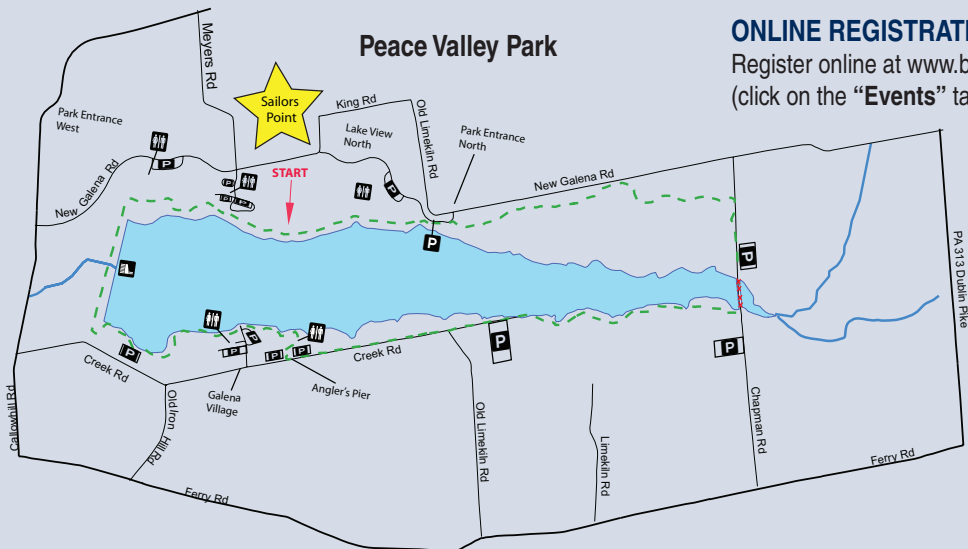 Peace Valley Park
ONLINE REGISTRATI
Register online at www.b
(click on the “Events” ta
Meyers Rd
Sailors
Point
King Rd
Old Limekiln Rd
Park Entrance
West
Lake View
North
Park Entrance
North
New Galena Rd
START
New Galena Rd
P
P
P
P
P
P
PA 313 Dublin Pike
P
P
P
P
P
P
P
Creek Rd
Creek Rd
Callowhill Rd
Galena
Village
Angler's Pier
Old Iron
Hill Rd
Old Limekiln Rd
Limekiln Rd
Chapman Rd
Ferry Rd
Ferry Rd